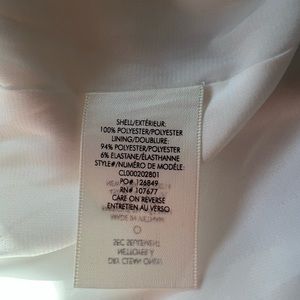 SHELL/EXTÉRIEUR:
100% POLYESTER/POLYESTER
LINING/DOUBLURE:
94% POLYESTER/POLYESTER
6% ELASTANE/ÉLASTHANNE
STYLE#/NUMÉRO DE MODÈLE:
CL000202801
PO# 126849
RN# 107677
CARE ON REVERSE
ENTRETIEN AU VERSO